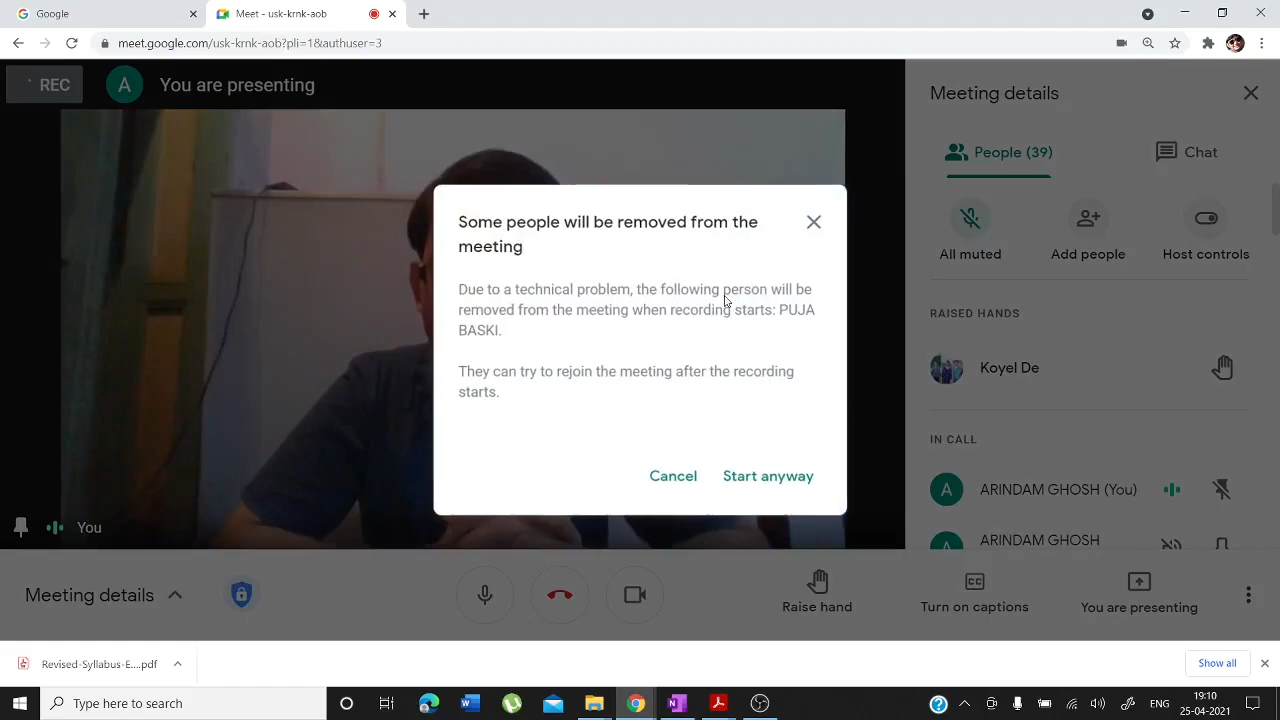 Google
Meet - usk-krnk-aob
meet.google.com/usk-krnk-aob?pli=1&authuser=3
REC
A
You are presenting
Meeting details
People (39)
Chat
All muted
Add people
Host controls
RAISED HANDS
Koyel De
IN CALL
A
ARINDAM GHOSH (You)
A
ARINDAM GHOSH
Some people will be removed from the
meeting
Due to a technical problem, the following person will be
removed from the meeting when recording starts: PUJA
BASKI.
They can try to rejoin the meeting after the recording
starts.
Cancel
Start anyway
You
Meeting details
Raise hand
CC
Turn on captions
You are presenting
Revised-Syllabus-E....pdf
Show all
Type here to search
ENG
19:10
25-04-2021